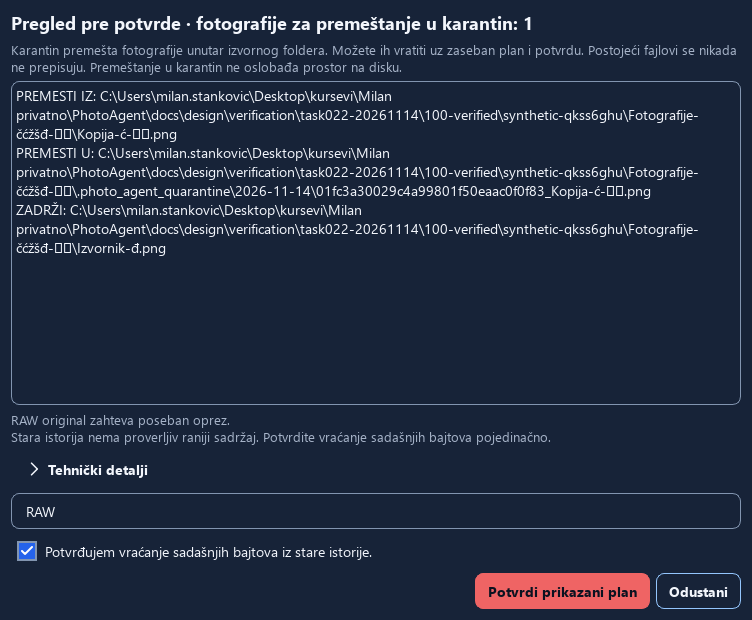 Pregled pre potvrde · fotografije za premeštanje u karantin: 1
Karantin premešta fotografije unutar izvornog foldera. Možete ih vratiti uz zaseban plan i potvrdu. Postojeći fajlovi se nikada
ne prepisuju. Premeštanje u karantin ne oslobađa prostor na disku.
PREMESTI IZ: C:\Users\milan.stankovic\Desktop\kursevi\Milan
privatno\PhotoAgent\docs\design\verification\task022-20261114\100-verified\synthetic-qkss6ghu\Fotografije-
čćžšđ-▯▯\Kopija-ć-▯▯.png
PREMESTI U: C:\Users\milan.stankovic\Desktop\kursevi\Milan
privatno\PhotoAgent\docs\design\verification\task022-20261114\100-verified\synthetic-qkss6ghu\Fotografije-
čćžšđ-▯▯\.photo_agent_quarantine\2026-11-14\01fc3a30029c4a99801f50eaac0f0f83_Kopija-ć-▯▯.png
ZADRŽI: C:\Users\milan.stankovic\Desktop\kursevi\Milan
privatno\PhotoAgent\docs\design\verification\task022-20261114\100-verified\synthetic-qkss6ghu\Fotografije-
čćžšđ-▯▯\Izvornik-đ.png
RAW original zahteva poseban oprez.
Stara istorija nema proverljiv raniji sadržaj. Potvrdite vraćanje sadašnjih bajtova pojedinačno.
Tehnički detalji
RAW
Potvrđujem vraćanje sadašnjih bajtova iz stare istorije.
Potvrdi prikazani plan
Odustani